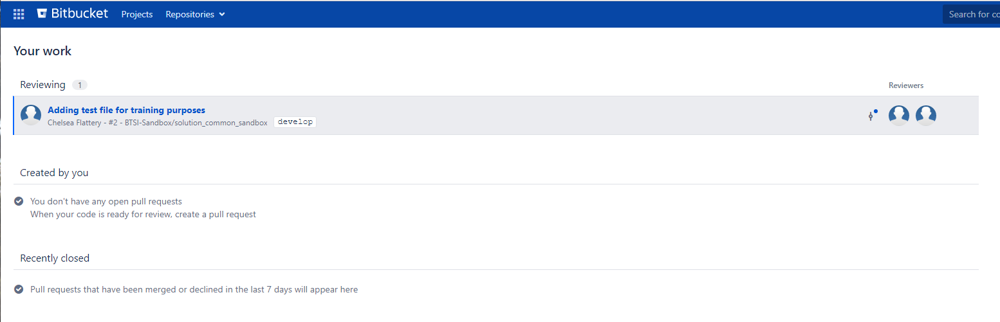 Bitbucket Projects Repositories Search for co
Your work
Reviewing 1 Reviewers
Adding test file for training purposes
Chelsea Flattery - #2 - BTSI-Sandbox/solution_common_sandbox develop
Created by you
You don't have any open pull requests
When your code is ready for review, create a pull request
Recently closed
Pull requests that have been merged or declined in the last 7 days will appear here